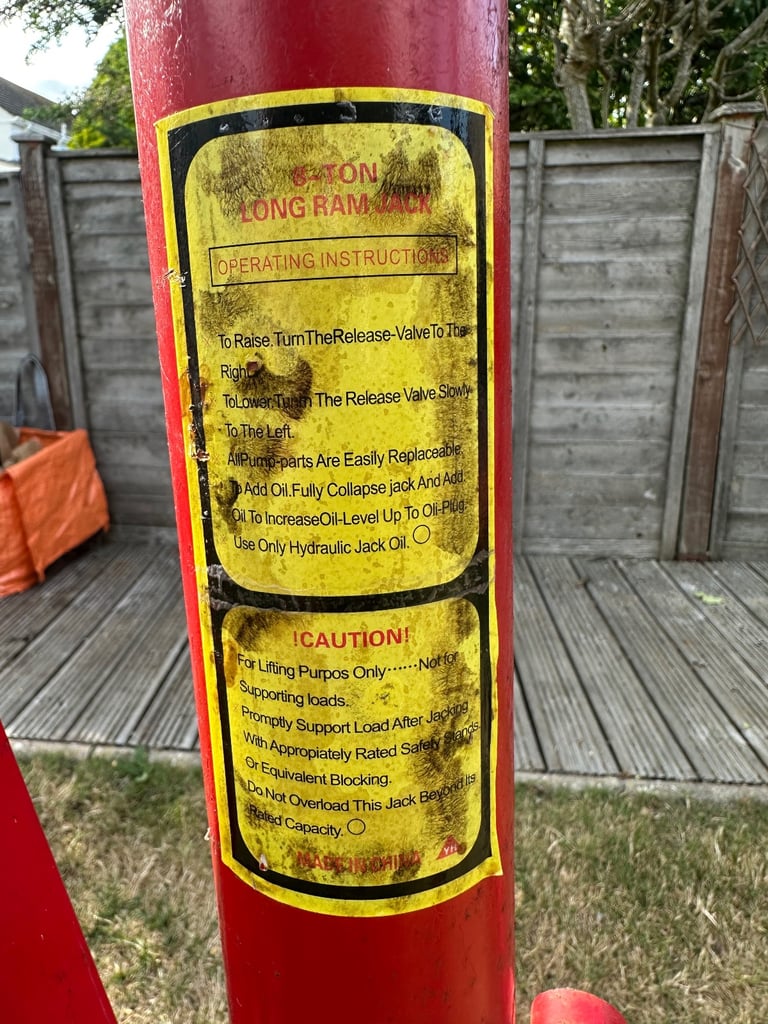 8-TON
LONG RAM JACK
OPERATING INSTRUCTIONS
To Raise.TurnTheRelease-ValveTo The
Right.
ToLower.Turn The Release Valve Slowly
To The Left.
AllPump-parts Are Easily Replaceable.
To Add Oil.Fully Collapse jack And Add
Oil To IncreaseOil-Level Up To Oli-Plug.
Use Only Hydraulic Jack Oil.
!CAUTION!
For Lifting Purpos Only······Not for
Supporting loads.
Promptly Support Load After Jacking
With Appropiately Rated Safety Stands
Or Equivalent Blocking.
Do Not Overload This Jack Beyond Its
Rated Capacity.
MADE IN CHINA